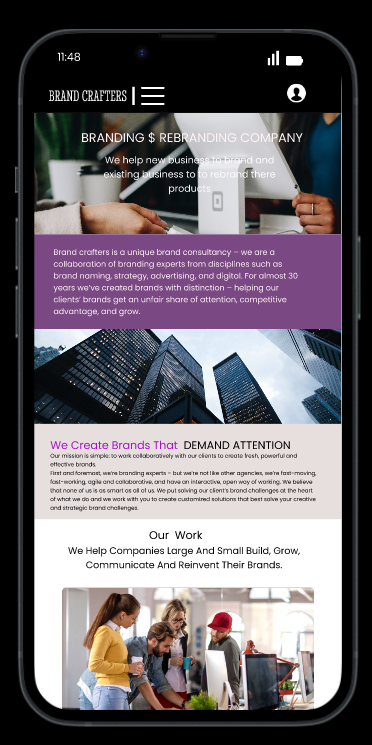 11:48
BRAND CRAFTERS
BRANDING $ REBRANDING COMPANY
We help new business to brand and
existing business to to rebrand there
products
Brand crafters is a unique brand consultancy – we are a
collaboration of branding experts from disciplines such as
brand naming, strategy, advertising, and digital. For almost 30
years we've created brands with distinction – helping our
clients' brands get an unfair share of attention, competitive
advantage, and grow.
We Create Brands That DEMAND ATTENTION
Our mission is simple: to work collaboratively with our clients to create fresh, powerful and
effective brands.
First and foremost, we're branding experts – but we're not like other agencies, we're fast-moving,
fast-working, agile and collaborative, and have an interactive, open way of working. We believe
that none of us is as smart as all of us. We put solving our client's brand challenges at the heart
of what we do and we work with you to create customized solutions that best solve your creative
and strategic brand challenges.
Our Work
We Help Companies Large And Small Build, Grow,
Communicate And Reinvent Their Brands.